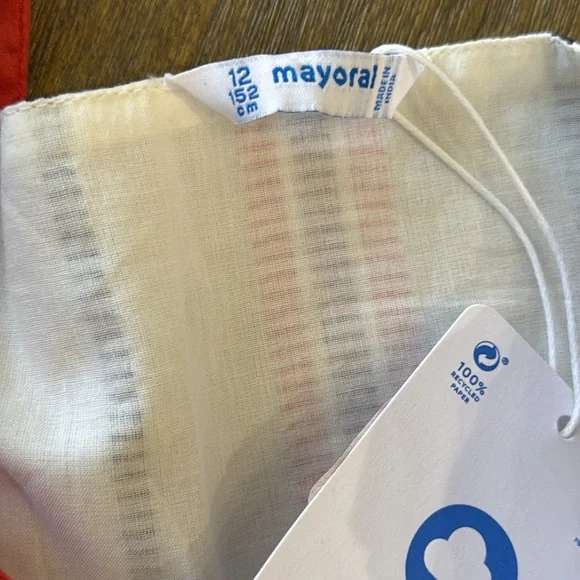 12
152
cm
mayoral
MADE IN
INDIA
100%
RECYCLED
PAPER